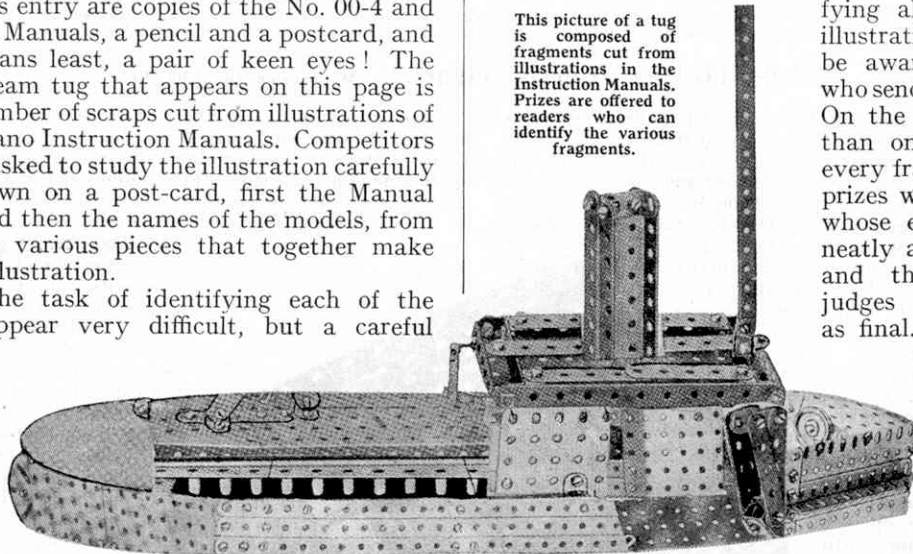 s entry are copies of the No. 00-4 and
Manuals, a pencil and a postcard, and
ans least, a pair of keen eyes! The
eam tug that appears on this page is
mber of scraps cut from illustrations of
ano Instruction Manuals. Competitors
sked to study the illustration carefully
wn on a post-card, first the Manual
d then the names of the models, from
various pieces that together make
llustration.
he task of identifying each of the
ppear very difficult, but a careful
This picture of a tug
is composed of
fragments cut from
illustrations in the
Instruction Manuals.
Prizes are offered to
readers who can
identify the various
fragments.
fying al
illustrati
be awar
who send
On the
than on
every fra
prizes w
whose e
neatly a
and th
judges
as final.